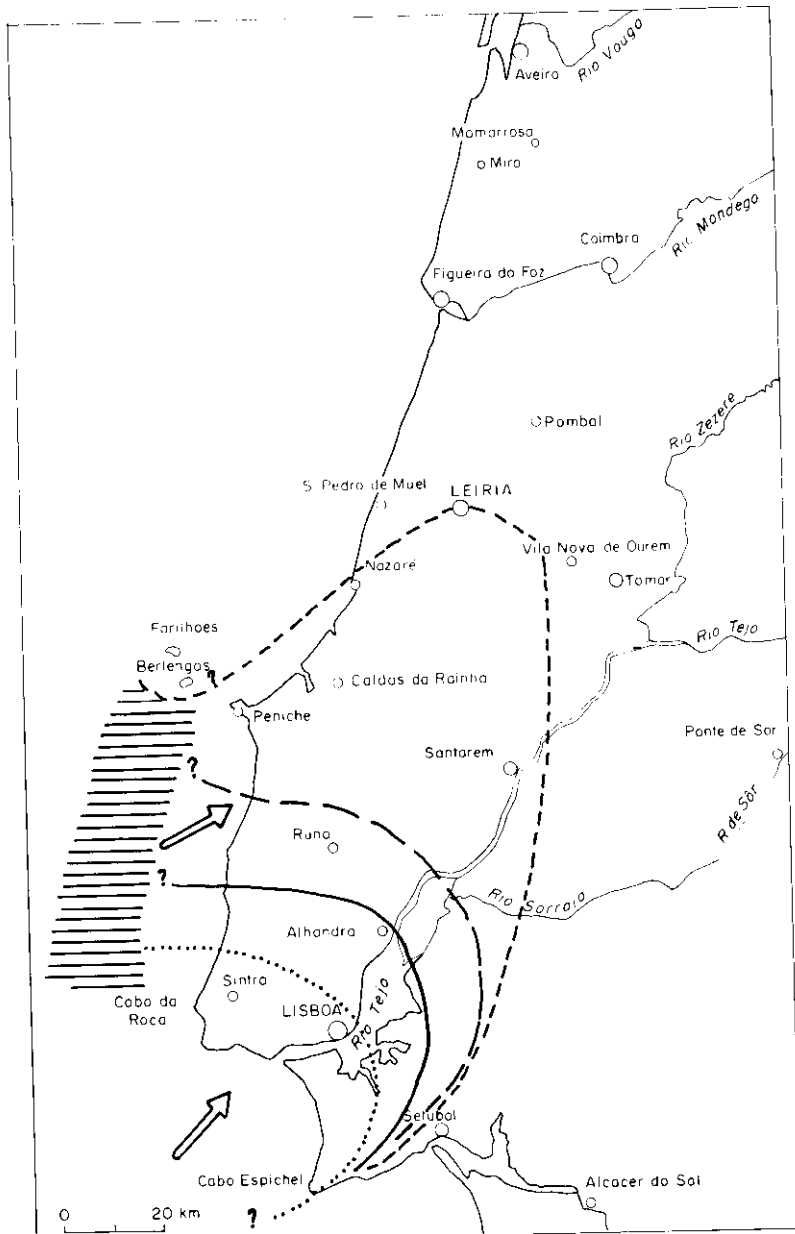 Rio Vouga
Aveiro
Mamarrosa
Mira
Rio Mondego
Coimbra
Figueira da Foz
Pombal
Rio Zezere
S. Pedro de Muel
LEIRIA
Vila Nova de Ourem
Tomar
Nazaré
Rio Tejo
Farilhoes
Berlengas
?
Caldas da Rainha
Peniche
Ponte de Sor
Santarem
?
R de Sôr
Runa
?
Rio Sorraia
Alhandra
Sintra
Cabo da
Roca
LISBOA
Rio Tejo
Setubal
Cabo Espichel
Alcacer do Sal
?
0 20 km